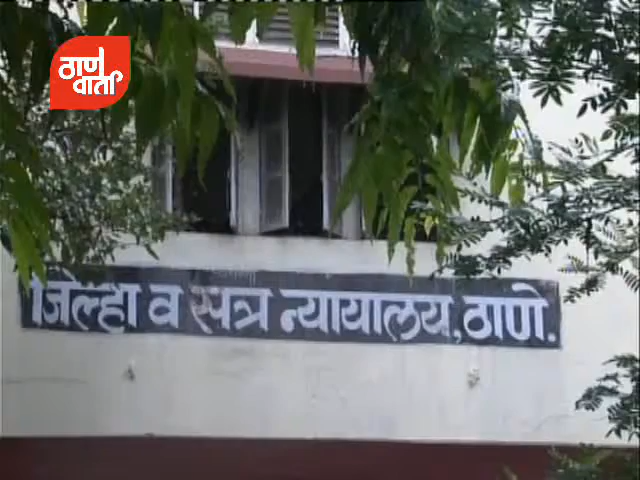 ठाणे
वार्ता
जिल्हा व सत्र न्यायालय, ठाणे.